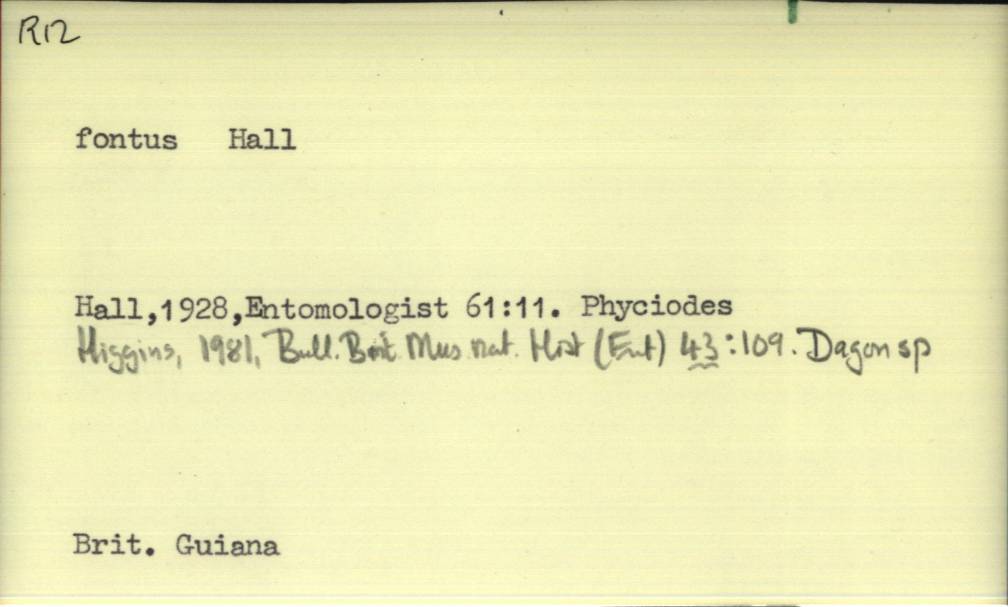 R12
fontus Hall
Hall,1928,Entomologist 61:11. Phyciodes
Higgins, 1981, Bull. Brit. Mus nat. Hist (Ent) 43:109. Dagon sp
Brit. Guiana